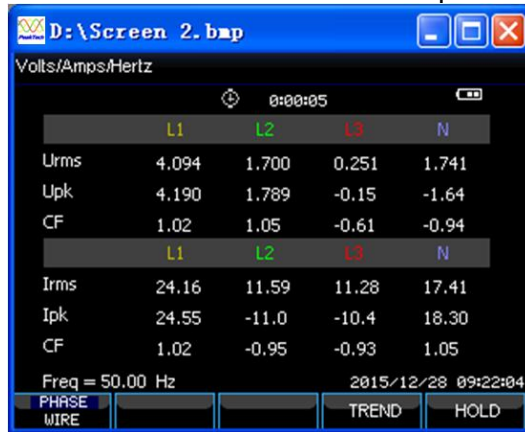 PeakTech D:\Screen 2.bmp
Volts/Amps/Hertz
0:00:05
L1 L2 L3 N
Urms 4.094 1.700 0.251 1.741
Upk 4.190 1.789 -0.15 -1.64
CF 1.02 1.05 -0.61 -0.94
L1 L2 L3 N
Irms 24.16 11.59 11.28 17.41
Ipk 24.55 -11.0 -10.4 18.30
CF 1.02 -0.95 -0.93 1.05
Freq = 50.00 Hz 2015/12/28 09:22:04
PHASE TREND HOLD
WIRE